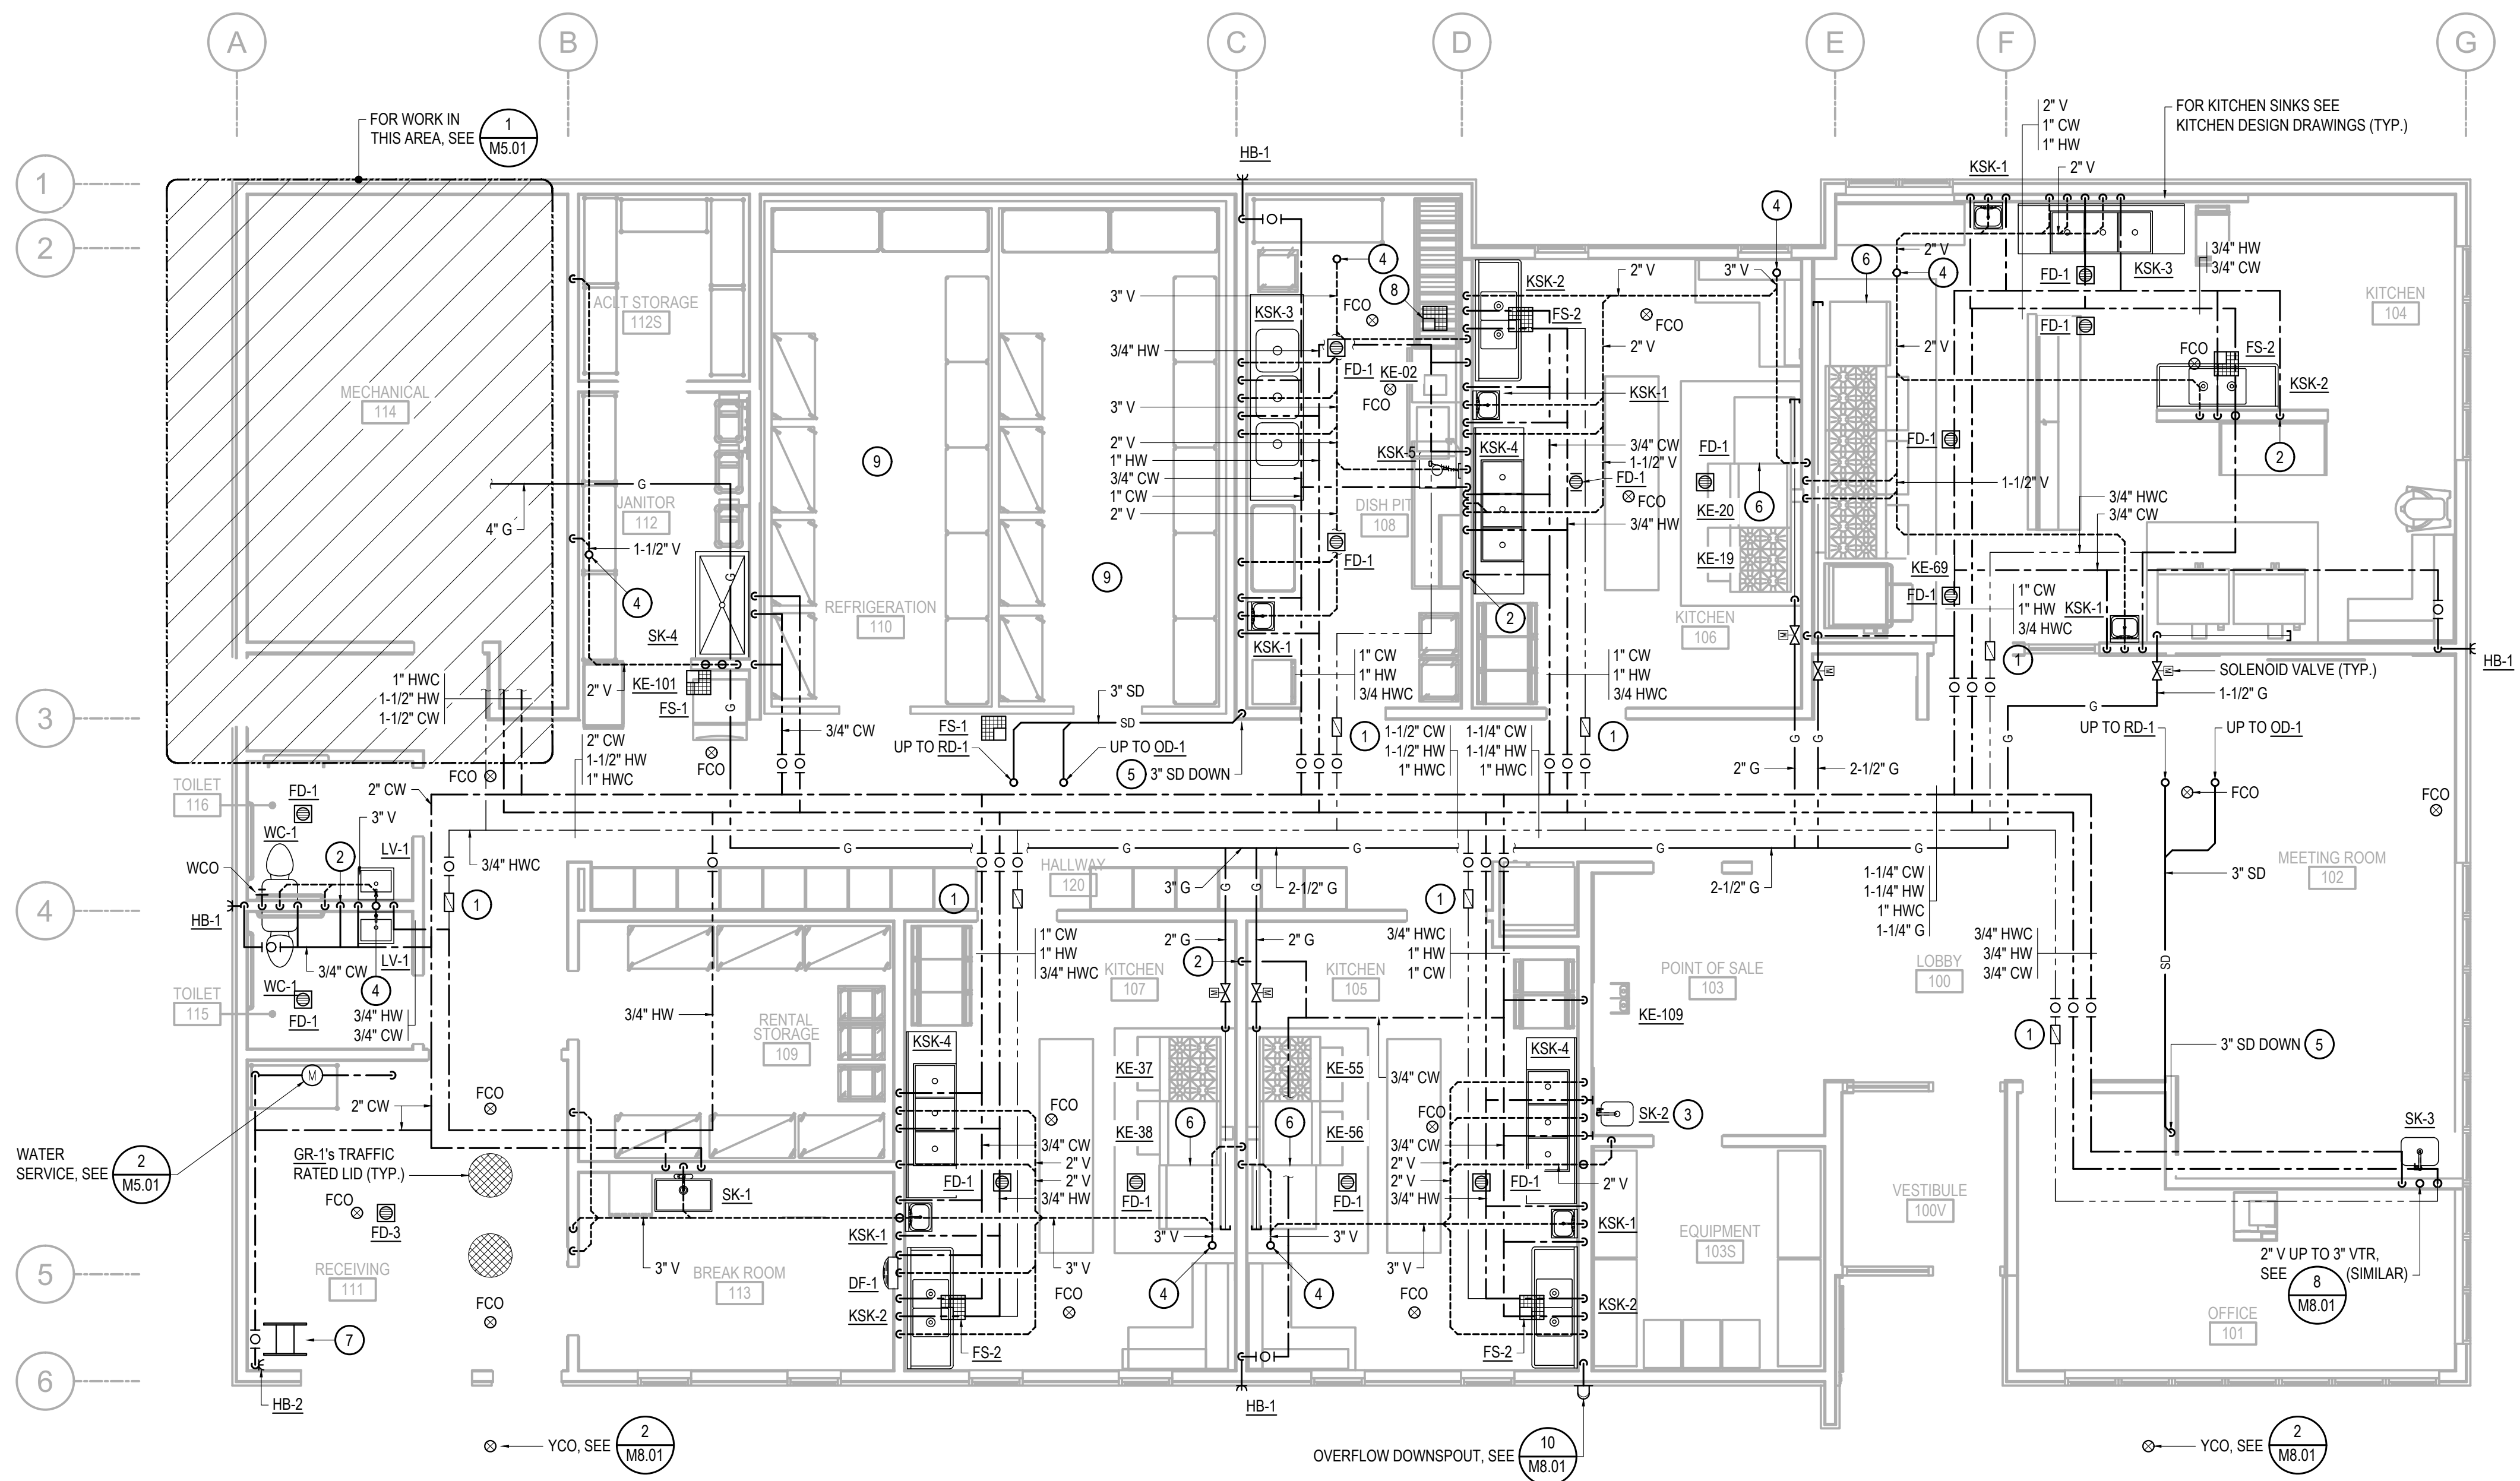 A
B
C
D
E
F
G
FOR WORK IN
THIS AREA, SEE
1
M5.01
2" V
1" CW
1" HW
FOR KITCHEN SINKS SEE
KITCHEN DESIGN DRAWINGS (TYP.)
1
HB-1
KSK-1
2" V
2
4
4
3" V
2" V
6
2" V
4
FD-1
KSK-3
3/4" HW
3/4" CW
8
KSK-2
3" V
FCO
KSK-3
FS-2
FCO
FD-1
KITCHEN
104
ACLT STORAGE
112S
3/4" HW
2" V
2" V
FCO
FS-2
FD-1
KE-02
FCO
KSK-1
KSK-2
MECHANICAL
114
3" V
2" V
1" HW
3/4" CW
1" CW
2" V
KSK-5
KSK-4
3/4" CW
1-1/2" V
FD-1
FCO
3/4" HW
FD-1
KE-20
6
FD-1
2
9
1-1/2" V
3/4" HWC
3/4" CW
G
4" G
JANITOR
112
DISH PIT
108
1-1/2" V
4
G
9
FD-1
KE-19
KE-69
FD-1
1" CW
1" HW
3/4 HWC
KSK-1
REFRIGERATION
110
2
KITCHEN
106
SK-4
KSK-1
1
HB-1
1" HWC
1-1/2" HW
1-1/2" CW
2" V
KE-101
FS-1
G
3" SD
1" CW
1" HW
3/4 HWC
1" CW
1" HW
3/4 HWC
SOLENOID VALVE (TYP.)
1-1/2" G
3
FS-1
SD
UP TO RD-1
UP TO OD-1
5
3" SD DOWN
3/4" CW
2" CW
1-1/2" HW
1" HWC
FCO
1
1-1/2" CW
1-1/2" HW
1" HWC
1-1/4" CW
1-1/4" HW
1" HWC
1
G
G
G
G
2" G
2-1/2" G
UP TO RD-1
UP TO OD-1
FCO
FCO
FCO
TOILET
116
FD-1
2" CW
3" V
WC-1
2
LV-1
WCO
3/4" HWC
1
G
G
G
G
G
HALLWAY
120
3" G
G
G
2-1/2" G
2-1/2" G
MEETING ROOM
102
3" SD
4
HB-1
1
1
1-1/4" CW
1-1/4" HW
1" HWC
1-1/4" G
3/4" CW
LV-1
WC-1
4
FD-1
TOILET
115
3/4" HW
3/4" CW
3/4" HW
1" CW
1" HW
3/4" HWC
2" G
2" G
2
KITCHEN
107
KITCHEN
105
3/4" HWC
1" HW
1" CW
POINT OF SALE
103
LOBBY
100
3/4" HWC
3/4" HW
3/4" CW
SD
KE-109
RENTAL
STORAGE
109
KSK-4
KSK-4
1
3" SD DOWN
5
M
KE-37
KE-55
3/4" CW
FCO
2" CW
FCO
6
6
FCO
SK-2
3
SK-3
KE-38
KE-56
WATER
SERVICE, SEE
2
M5.01
GR-1's TRAFFIC
RATED LID (TYP.)
3/4" CW
2" V
2" V
3/4" HW
3/4" CW
2" V
2" V
3/4" HW
FD-1
FD-1
FD-1
FD-1
2" V
SK-1
FCO
FD-3
VESTIBULE
100V
KSK-1
KSK-1
3" V
3" V
EQUIPMENT
103S
5
RECEIVING
111
3" V
BREAK ROOM
113
DF-1
3" V
3" V
2" V UP TO 3" VTR,
SEE
8
M8.01
(SIMILAR)
FCO
FCO
4
4
FCO
KSK-2
KSK-2
OFFICE
101
7
FS-2
FS-2
6
HB-2
HB-1
YCO, SEE
2
M8.01
OVERFLOW DOWNSPOUT, SEE
10
M8.01
YCO, SEE
2
M8.01